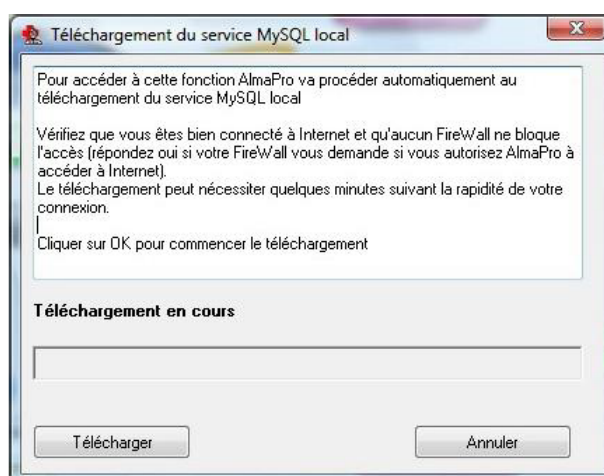 Téléchargement du service MySQL local
Pour accéder à cette fonction AlmaPro va procéder automatiquement au
téléchargement du service MySQL local
Vérifiez que vous êtes bien connecté à Internet et qu'aucun FireWall ne bloque
l'accès (répondez oui si votre FireWall vous demande si vous autorisez AlmaPro à
accéder à Internet).
Le téléchargement peut nécessiter quelques minutes suivant la rapidité de votre
connexion.
Cliquer sur OK pour commencer le téléchargement
Téléchargement en cours
Télécharger
Annuler